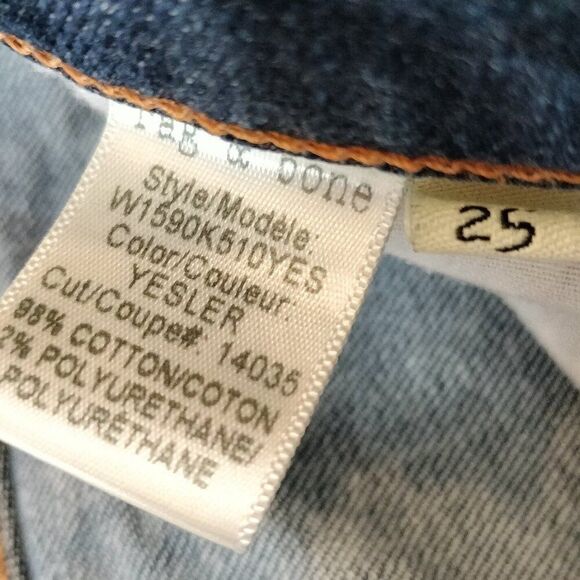 rag & bone
Style/Modèle:
W1590K510YES
Color/Couleur:
YESLER
Cut/Coupe#: 14035
98% COTTON/COTON
2% POLYURETHANE/
POLYURÉTHANE
25